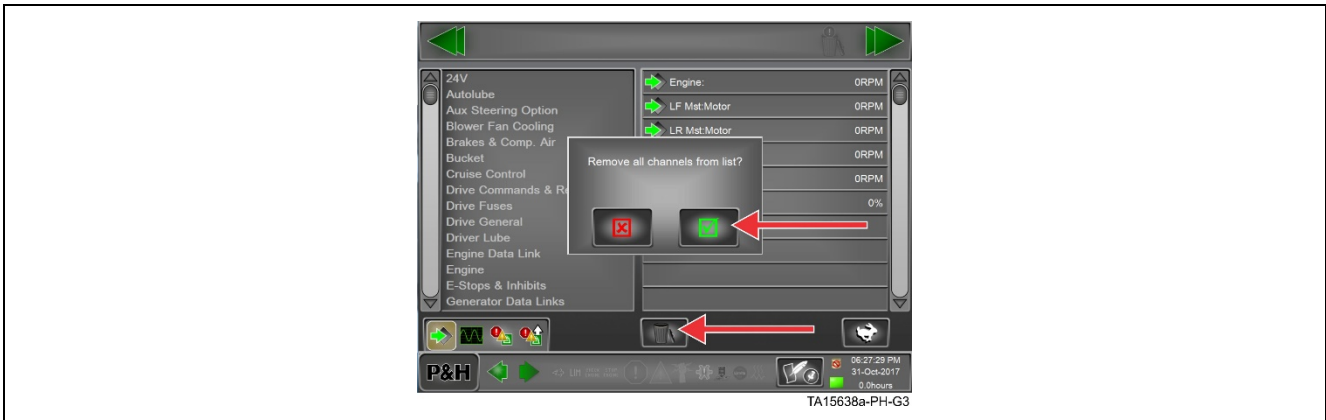 24V
Autolube
Aux Steering Option
Blower Fan Cooling
Brakes & Comp. Air
Bucket
Cruise Control
Drive Commands & Re
Drive Fuses
Drive General
Driver Lube
Engine Data Link
Engine
E-Stops & Inhibits
Generator Data Links
Engine: 0RPM
LF Mst:Motor 0RPM
LR Mst:Motor 0RPM
0RPM
0RPM
0%
Remove all channels from list?
P&H
LIM
06:27:29 PM
31-Oct-2017
0.0hours
TA15638a-PH-G3